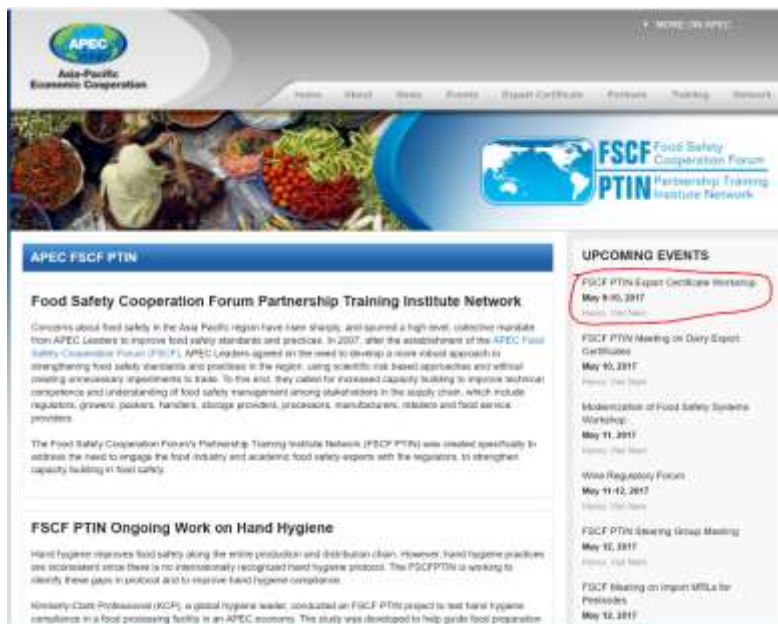 MORE ON APEC
APEC
Asia-Pacific
Economic Cooperation
Home About News Events Export Certificate Partners Training Network
FSCF Food Safety
Cooperation Forum
PTIN Partnership Training
Institute Network
APEC FSCF PTIN
Food Safety Cooperation Forum Partnership Training Institute Network
Concerns about food safety in the Asia Pacific region have risen sharply, and spurred a high level, collective mandate
from APEC Leaders to improve food safety standards and practices. In 2007, after the establishment of the APEC Food
Safety Cooperation Forum (FSCF), APEC Leaders agreed on the need to develop a more robust approach to
strengthening food safety standards and practices in the region, using scientific risk based approaches and without
creating unnecessary impediments to trade. To this end, they called for increased capacity building to improve technical
competence and understanding of food safety management among stakeholders in the supply chain, which include
regulators, growers, packers, handlers, storage providers, processors, manufacturers, retailers and food service
providers.
The Food Safety Cooperation Forum's Partnership Training Institute Network (FSCF PTIN) was created specifically to
address the need to engage the food industry and academic food safety experts with the regulators, to strengthen
capacity building in food safety.
FSCF PTIN Ongoing Work on Hand Hygiene
Hand hygiene improves food safety along the entire production and distribution chain. However, hand hygiene practices
are inconsistent since there is no internationally recognized hand hygiene protocol. The FSCFPTIN is working to
identify these gaps in protocol and to improve hand hygiene compliance.
Kimberly-Clark Professional (KCP), a global hygiene leader, conducted an FSCF PTIN project to test hand hygiene
compliance in a food processing facility in an APEC economy. The study was developed to help guide food preparation
UPCOMING EVENTS
FSCF PTIN Export Certificate Workshop
May 9-10, 2017
Hanoi, Viet Nam
FSCF PTIN Meeting on Dairy Export
Certificates
May 10, 2017
Hanoi, Viet Nam
Modernization of Food Safety Systems
Workshop
May 11, 2017
Hanoi, Viet Nam
Wine Regulatory Forum
May 11-12, 2017
Hanoi, Viet Nam
FSCF PTIN Steering Group Meeting
May 12, 2017
Hanoi, Viet Nam
FSCF Meeting on Import MRLs for
Pesticides
May 12, 2017